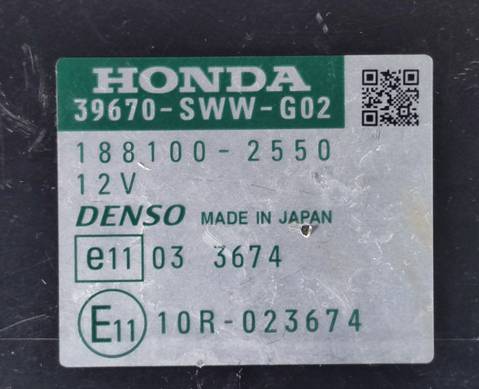 HONDA
39670-SWW-G02
188100-2550
12V
DENSO MADE IN JAPAN
e11 03 3674
E11 10R-023674